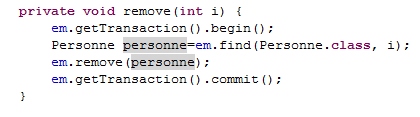 private void remove(int i) {
em.getTransaction().begin();
Personne personne=em.find(Personne.class, i);
em.remove(personne);
em.getTransaction().commit();
}